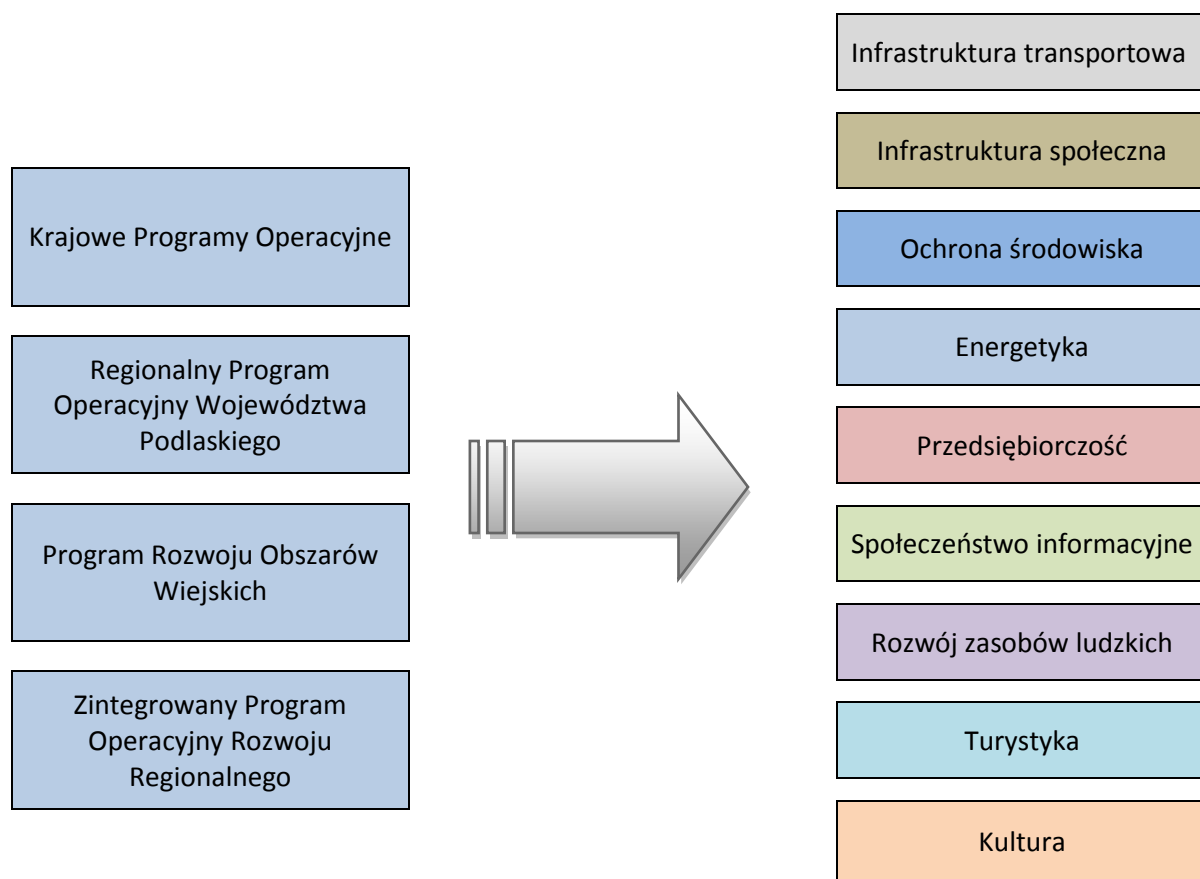 Krajowe Programy Operacyjne
Regionalny Program
Operacyjny Województwa
Podlaskiego
Program Rozwoju Obszarów
Wiejskich
Zintegrowany Program
Operacyjny Rozwoju
Regionalnego
Infrastruktura transportowa
Infrastruktura społeczna
Ochrona środowiska
Energetyka
Przedsiębiorczość
Społeczeństwo informacyjne
Rozwój zasobów ludzkich
Turystyka
Kultura